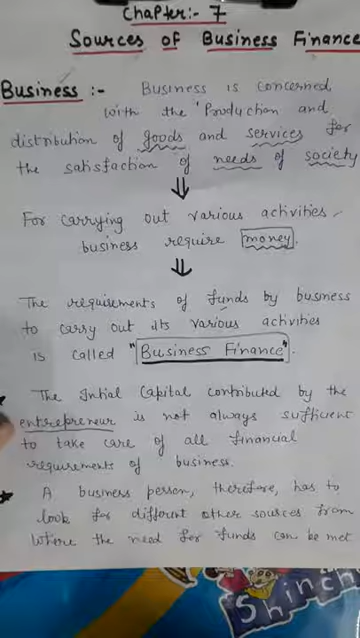 Chapter:- 7
Sources of Business Finance
Business :- Business is concerned
with the Production and
distribution of goods and services for
the satisfaction of needs of society
⇓
For carrying out various activities
business require money.
⇓
The requirements of funds by business
to carry out its various activities
is called "Business Finance".
The Intial Capital contributed by the
entrepreneur is not always sufficient
to take care of all financial
requirements of business.
A business person, therefore, has to
look for different other sources from
where the need for funds can be met
Shinch